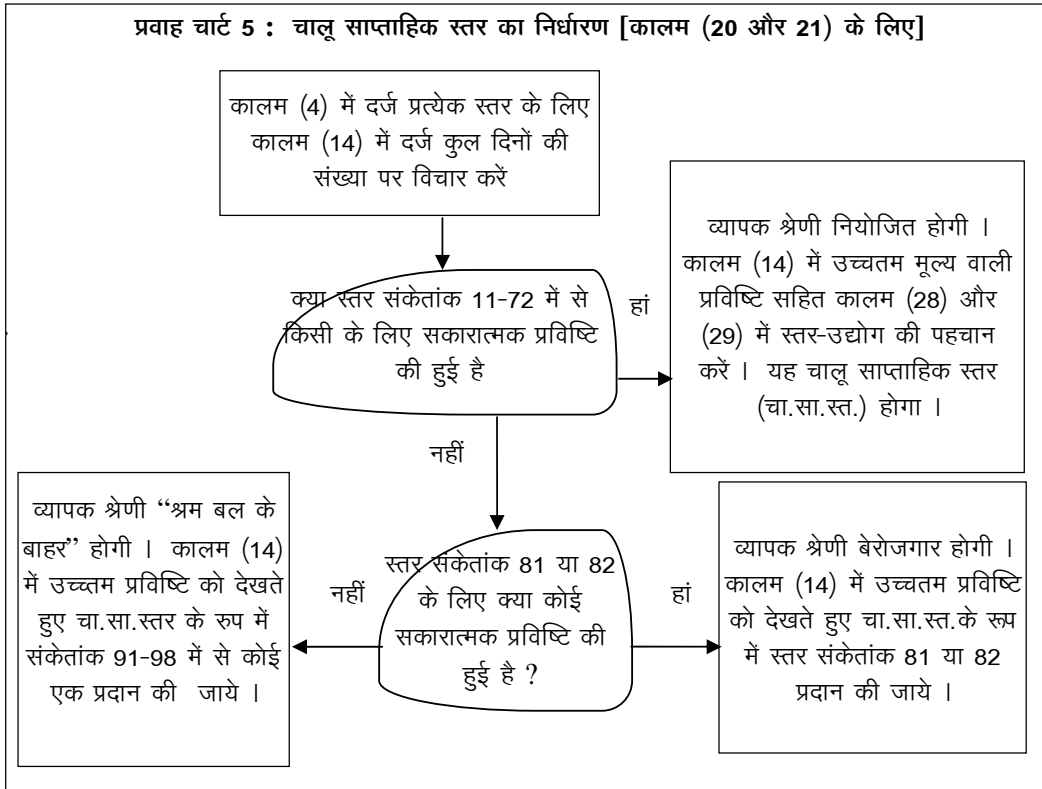 प्रवाह चार्ट 5 : चालू साप्ताहिक स्तर का निर्धारण [कालम (20 और 21) के लिए]
कालम (4) में दर्ज प्रत्येक स्तर के लिए
कालम (14) में दर्ज कुल दिनों की
संख्या पर विचार करें
क्या स्तर संकेतांक 11-72 में से
किसी के लिए सकारात्मक प्रविष्टि
की हुई है
हां
व्यापक श्रेणी नियोजित होगी ।
कालम (14) में उच्चतम मूल्य वाली
प्रविष्टि सहित कालम (28) और
(29) में स्तर-उद्योग की पहचान
करें । यह चालू साप्ताहिक स्तर
(चा.सा.स्त.) होगा ।
नहीं
स्तर संकेतांक 81 या 82
के लिए क्या कोई
सकारात्मक प्रविष्टि की
हुई है ?
नहीं
व्यापक श्रेणी “श्रम बल के
बाहर” होगी । कालम (14)
में उच्च्तम प्रविष्टि को देखते
हुए चा.सा.स्तर के रुप में
संकेतांक 91-98 में से कोई
एक प्रदान की जाये ।
हां
व्यापक श्रेणी बेरोजगार होगी ।
कालम (14) में उच्चतम प्रविष्टि
को देखते हुए चा.सा.स्त.के रूप
में स्तर संकेतांक 81 या 82
प्रदान की जाये ।